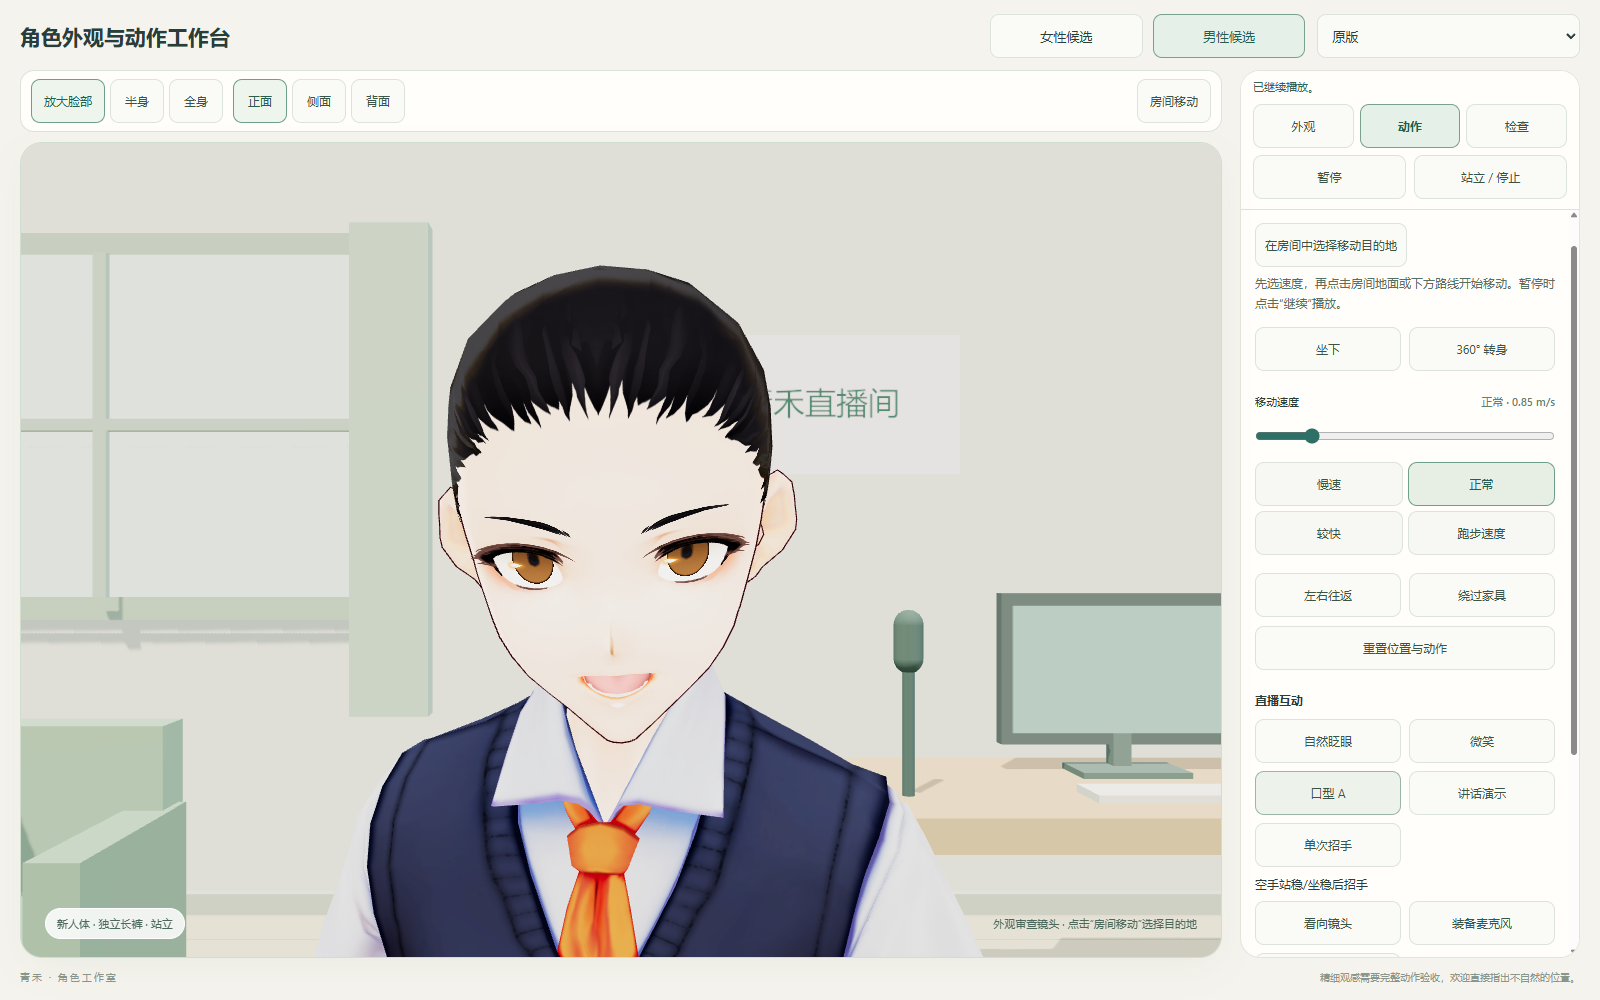 角色外观与动作工作台
女性候选
男性候选
原版
放大脸部
半身
全身
正面
侧面
背面
房间移动
禾直播间
新人体 · 独立长裤 · 站立
外观审查镜头 · 点击“房间移动”选择目的地
已继续播放。
外观
动作
检查
暂停
站立 / 停止
在房间中选择移动目的地
先选速度，再点击房间地面或下方路线开始移动。暂停时
点击“继续”播放。
坐下
360° 转身
移动速度
正常 · 0.85 m/s
慢速
正常
较快
跑步速度
左右往返
绕过家具
重置位置与动作
直播互动
自然眨眼
微笑
口型 A
讲话演示
单次招手
空手站稳/坐稳后招手
看向镜头
装备麦克风
青禾 · 角色工作室
精细观感需要完整动作验收，欢迎直接指出不自然的位置。